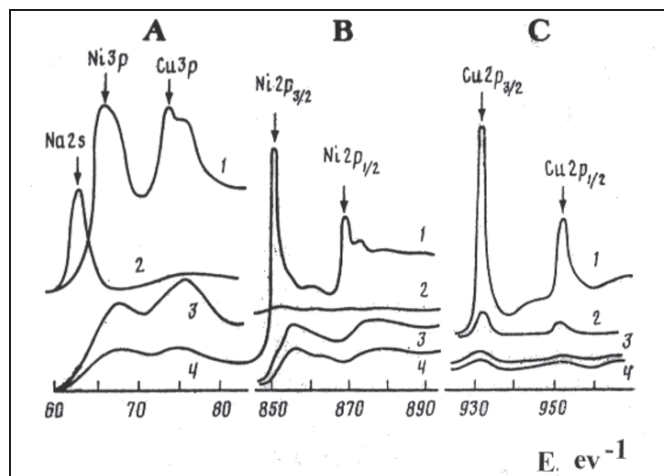 A B C
Ni3p
Cu3p
Na2s
1
2
3
4
60 70 80
Ni2p3/2
Ni2p1/2
1
2
3
4
850 870 890
Cu2p3/2
Cu2p1/2
1
2
3
4
930 950
E, ev-1